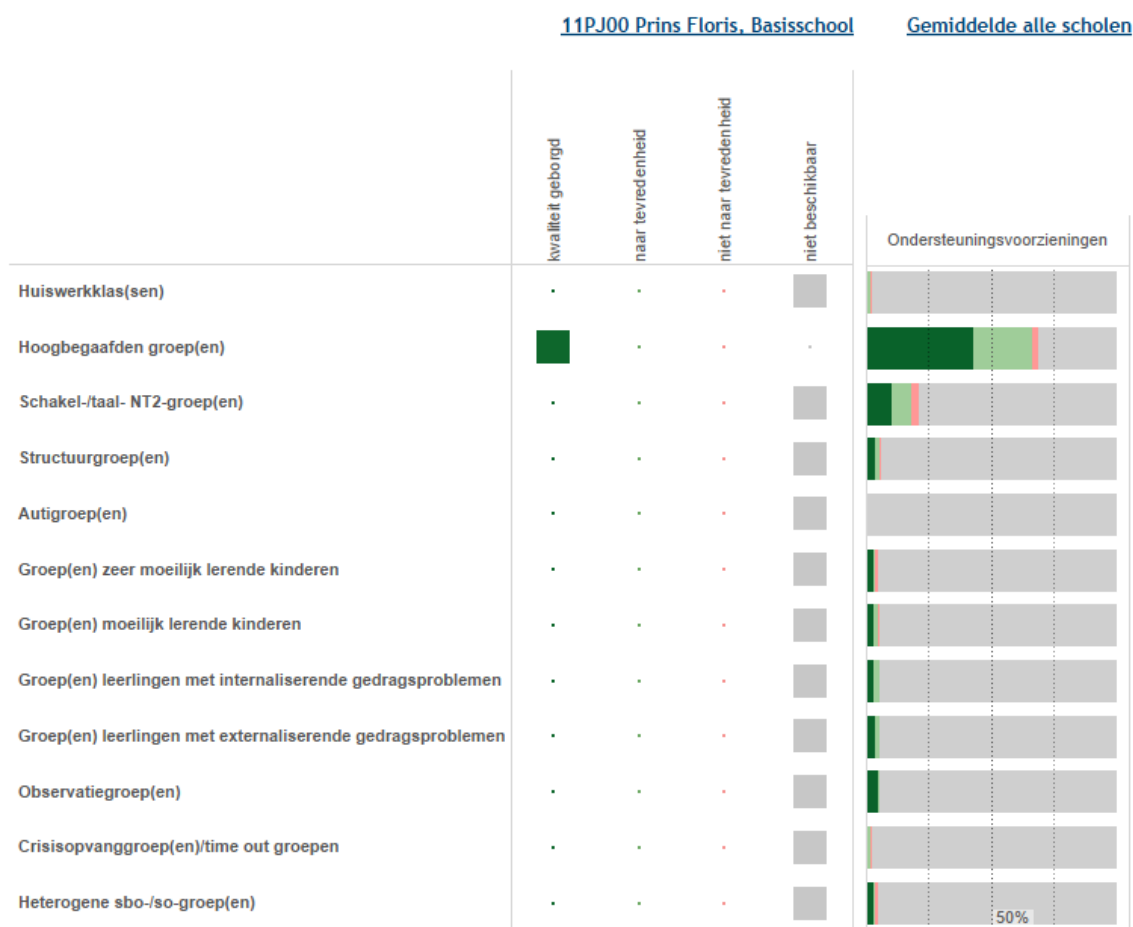 11PJ00 Prins Floris, Basisschool
Gemiddelde alle scholen
kwaliteit geborgd
naar tevredenheid
niet naar tevredenheid
niet beschikbaar
Ondersteuningsvoorzieningen
Huiswerkklas(sen)
Hoogbegaafden groep(en)
Schakel-/taal- NT2-groep(en)
Structuurgroep(en)
Autigroep(en)
Groep(en) zeer moeilijk lerende kinderen
Groep(en) moeilijk lerende kinderen
Groep(en) leerlingen met internaliserende gedragsproblemen
Groep(en) leerlingen met externaliserende gedragsproblemen
Observatiegroep(en)
Crisisopvanggroep(en)/time out groepen
Heterogene sbo-/so-groep(en)
50%